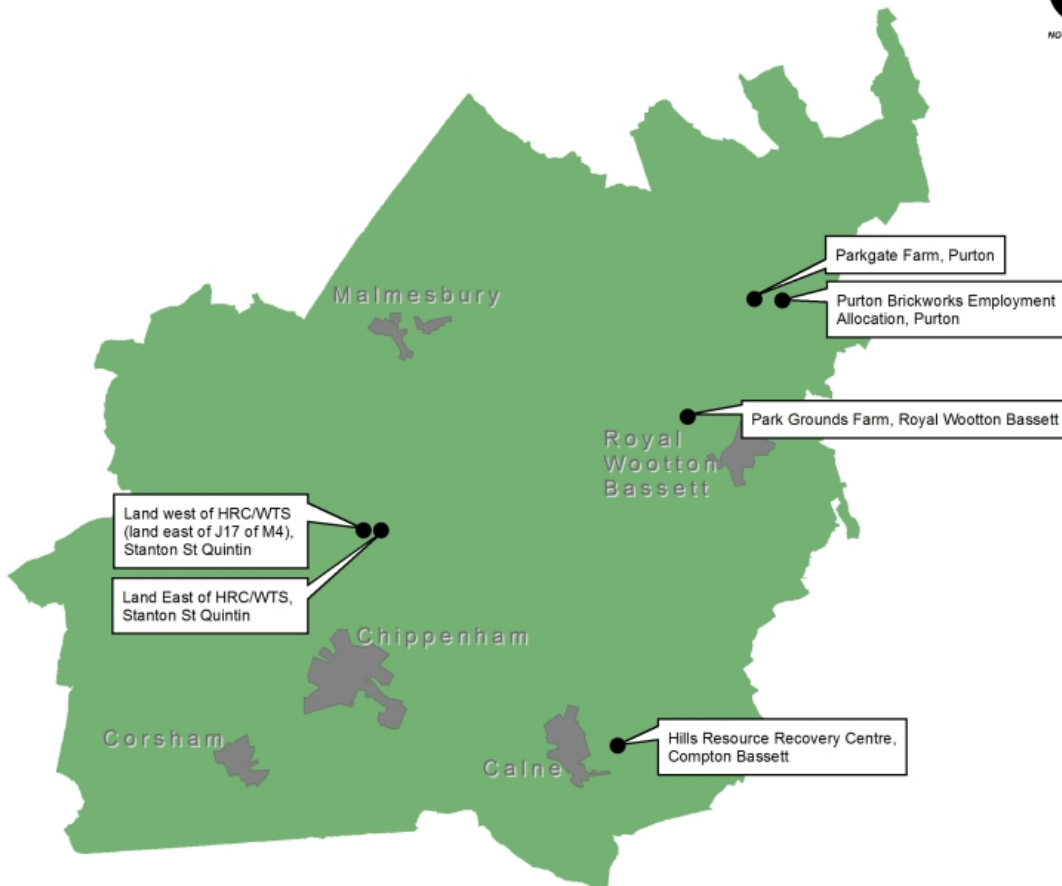 NO
Parkgate Farm, Purton
Malmesbury
Purton Brickworks Employment
Allocation, Purton
Park Grounds Farm, Royal Wootton Bassett
Royal
Wootton
Bassett
Land west of HRC/WTS
(land east of J17 of M4),
Stanton St Quintin
Land East of HRC/WTS,
Stanton St Quintin
Chippenham
Corsham
Hills Resource Recovery Centre,
Compton Bassett
Calne